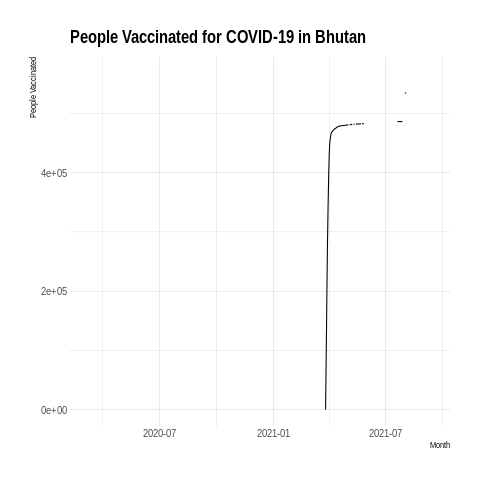 People Vaccinated for COVID-19 in Bhutan
People Vaccinated
4e+05
2e+05
0e+00
2020-07
2021-01
2021-07
Month